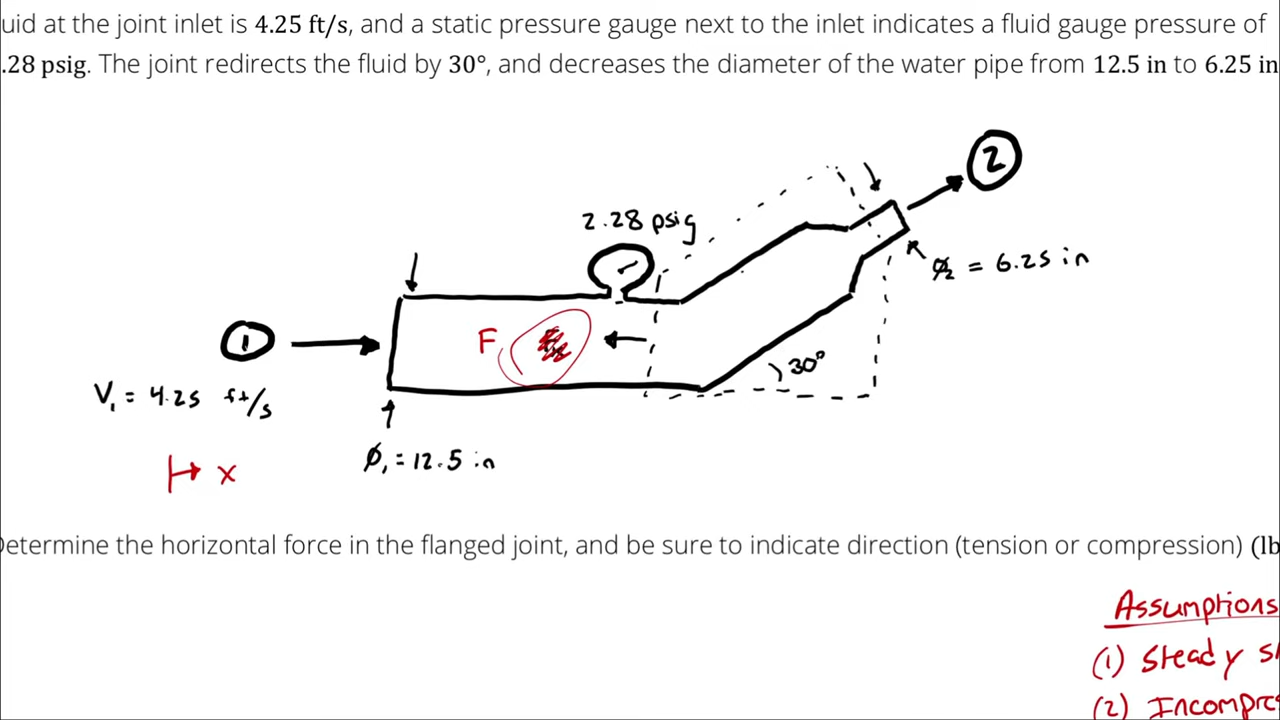 uid at the joint inlet is 4.25 ft/s, and a static pressure gauge next to the inlet indicates a fluid gauge pressure of
.28 psig. The joint redirects the fluid by 30°, and decreases the diameter of the water pipe from 12.5 in to 6.25 in
2
2.28 psig
ϕ₂ = 6.25 in
1
F₁
30°
V₁ = 4.25 ft/s
ϕ₁ = 12.5 in
x
Determine the horizontal force in the flanged joint, and be sure to indicate direction (tension or compression) (lb
Assumptions
(1) Steady s
(2) Incompre